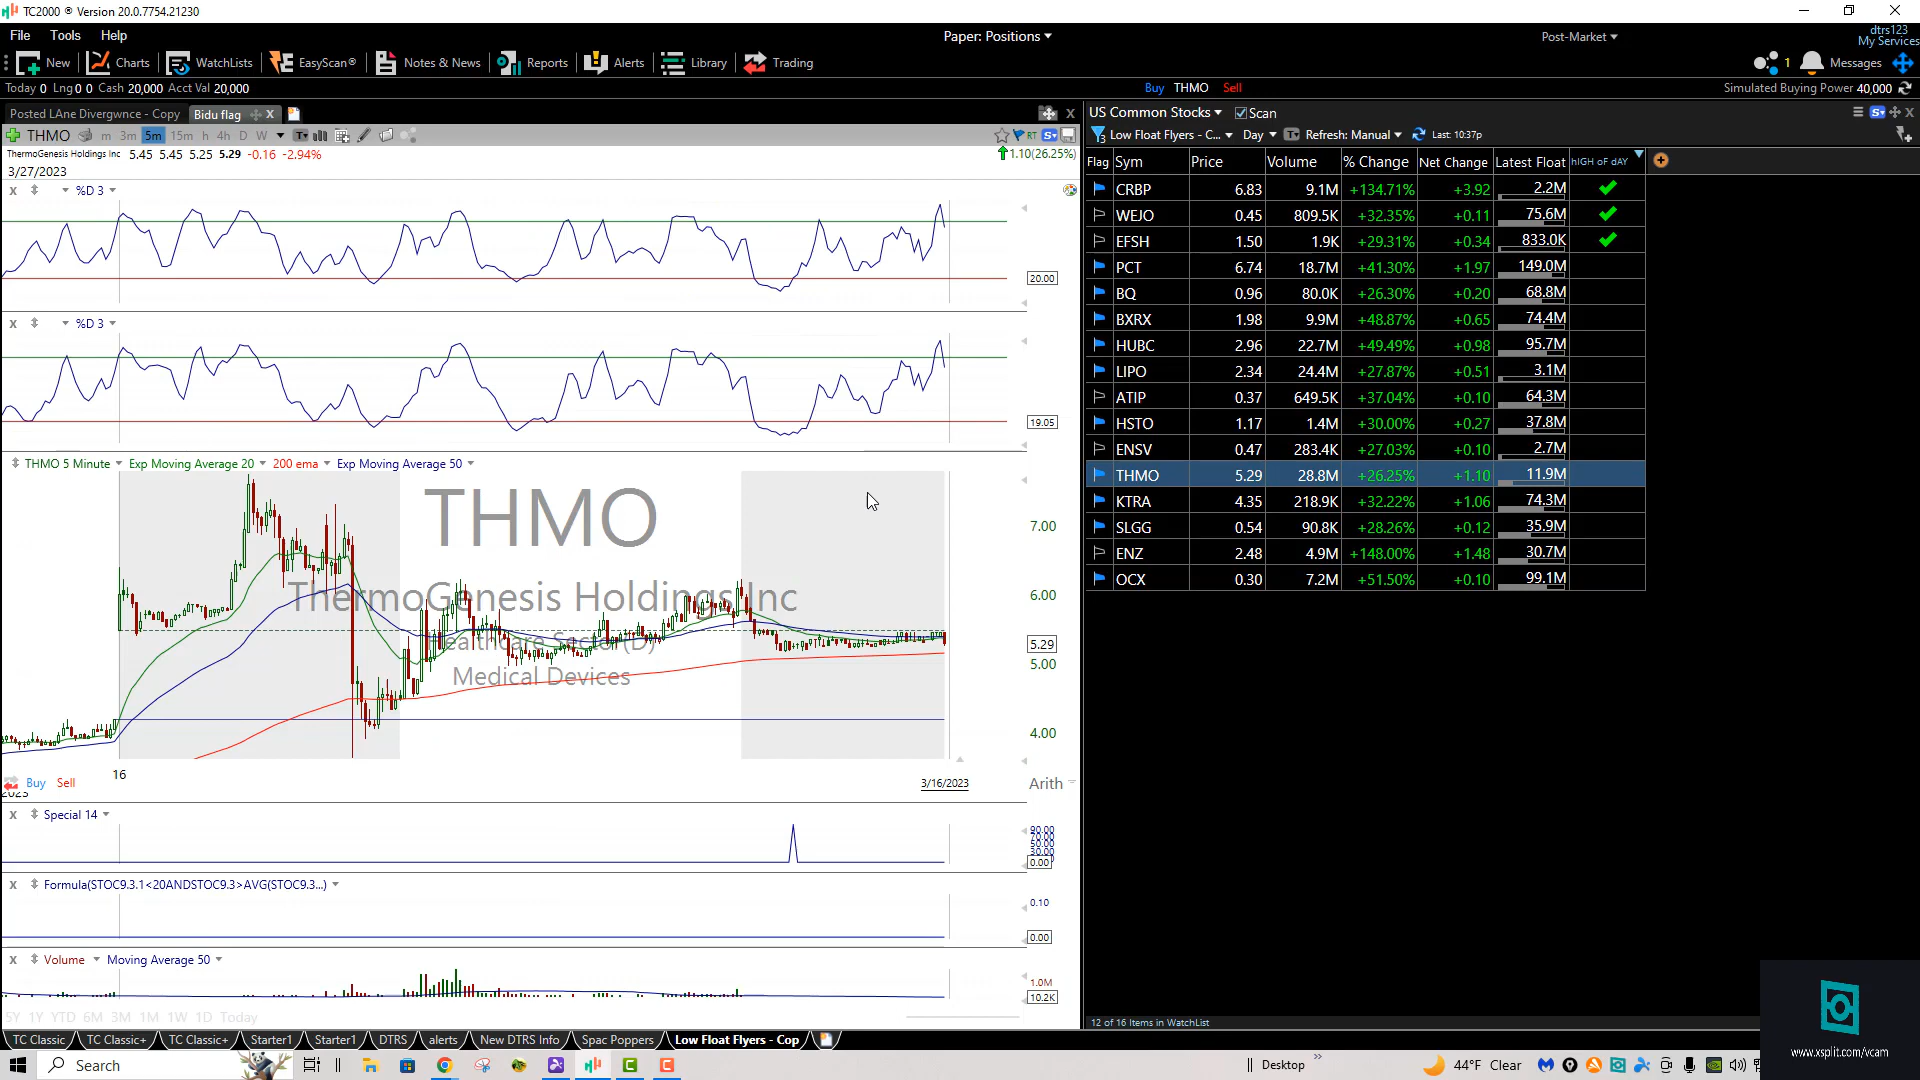 TC2000 ® Version 20.0.7754.21230
File Tools Help Paper: Positions Post-Market dtrs123
My Services
New Charts WatchLists EasyScan® Notes & News Reports Alerts Library Trading 1 Messages
Today 0 Lng 0 0 Cash 20,000 Acct Val 20,000 Buy THMO Sell Simulated Buying Power 40,000
Posted LAne Divergwnce - Copy Bidu flag x
THMO m 3m 5m 15m h 4h D W T RT S
ThermoGenesis Holdings Inc 5.45 5.45 5.25 5.29 -0.16 -2.94% 1.10(26.25%)
3/27/2023
x %D 3
20.00
x %D 3
19.05
THMO 5 Minute Exp Moving Average 20 200 ema Exp Moving Average 50
THMO
ThermoGenesis Holdings Inc
Healthcare Sector(D)
Medical Devices
7.00
6.00
5.29
5.00
4.00
16 3/16/2023 Arith
Buy Sell
2023
x Special 14
90.00
70.00
50.00
30.00
0.00
x Formula(STOC9.3.1<20ANDSTOC9.3>AVG(STOC9.3...)
0.10
0.00
x Volume Moving Average 50
1.0M
10.2K
5Y 1Y YTD 6M 3M 1M 1W 1D Today
US Common Stocks Scan
Low Float Flyers - C... Day T Refresh: Manual Last: 10:37p
Flag Sym Price Volume % Change Net Change Latest Float hIGH oF dAY
CRBP 6.83 9.1M +134.71% +3.92 2.2M
WEJO 0.45 809.5K +32.35% +0.11 75.6M
EFSH 1.50 1.9K +29.31% +0.34 833.0K
PCT 6.74 18.7M +41.30% +1.97 149.0M
BQ 0.96 80.0K +26.30% +0.20 68.8M
BXRX 1.98 9.9M +48.87% +0.65 74.4M
HUBC 2.96 22.7M +49.49% +0.98 95.7M
LIPO 2.34 24.4M +27.87% +0.51 3.1M
ATIP 0.37 649.5K +37.04% +0.10 64.3M
HSTO 1.17 1.4M +30.00% +0.27 37.8M
ENSV 0.47 283.4K +27.03% +0.10 2.7M
THMO 5.29 28.8M +26.25% +1.10 11.9M
KTRA 4.35 218.9K +32.22% +1.06 74.3M
SLGG 0.54 90.8K +28.26% +0.12 35.9M
ENZ 2.48 4.9M +148.00% +1.48 30.7M
OCX 0.30 7.2M +51.50% +0.10 99.1M
12 of 16 Items in WatchList
TC Classic TC Classic+ TC Classic+ Starter1 Starter1 DTRS alerts New DTRS Info Spac Poppers Low Float Flyers - Cop
www.xsplit.com/vcam
Search Desktop 44°F Clear